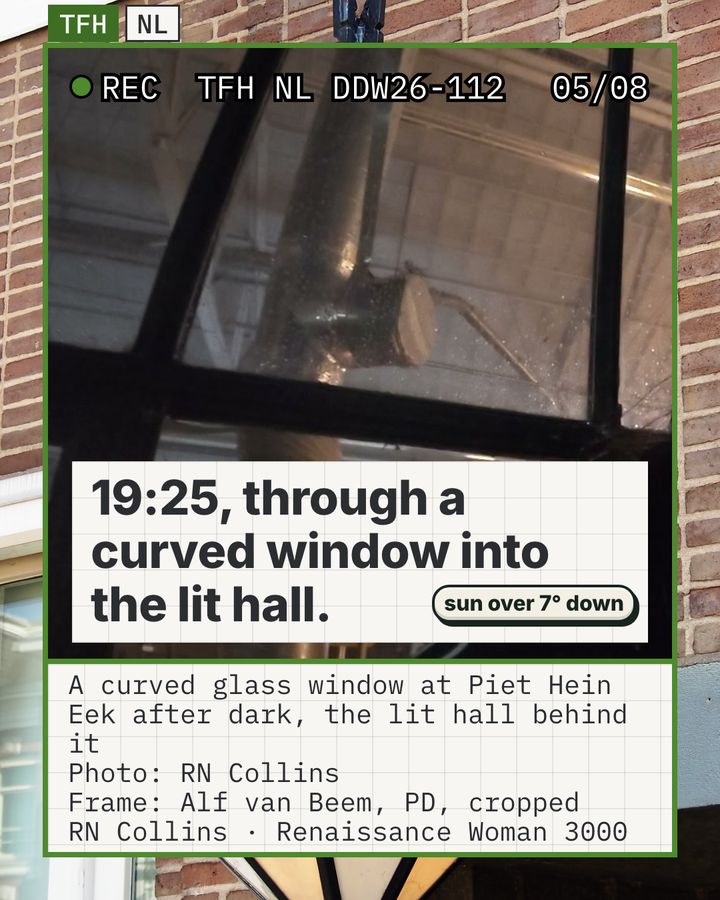 TFH NL
REC TFH NL DDW26-112 05/08
19:25, through a
curved window into
the lit hall.
sun over 7° down
A curved glass window at Piet Hein
Eek after dark, the lit hall behind
it
Photo: RN Collins
Frame: Alf van Beem, PD, cropped
RN Collins · Renaissance Woman 3000